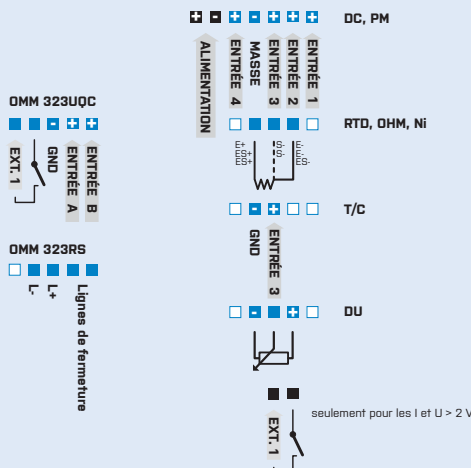 DC, PM
ALIMENTATION
ENTRÉE 4
MASSE
ENTRÉE 3
ENTRÉE 2
ENTRÉE 1
OMM 323UQC
EXT. 1
GND
ENTRÉE A
ENTRÉE B
RTD, OHM, Ni
E+
ES+
ES+
S-
S-
E-
E-
ES-
T/C
GND
ENTRÉE 3
OMM 323RS
L-
L+
Lignes de fermeture
DU
EXT. 1
seulement pour les I et U > 2 V